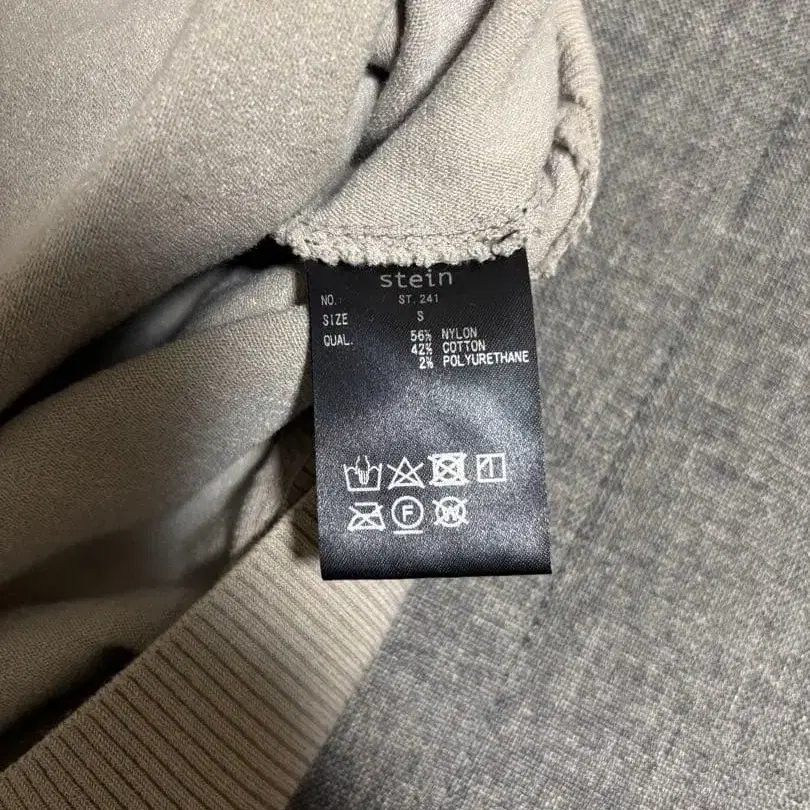 stein
NO. ST.241
SIZE S
QUAL. 56% NYLON
42% COTTON
2% POLYURETHANE
F
W